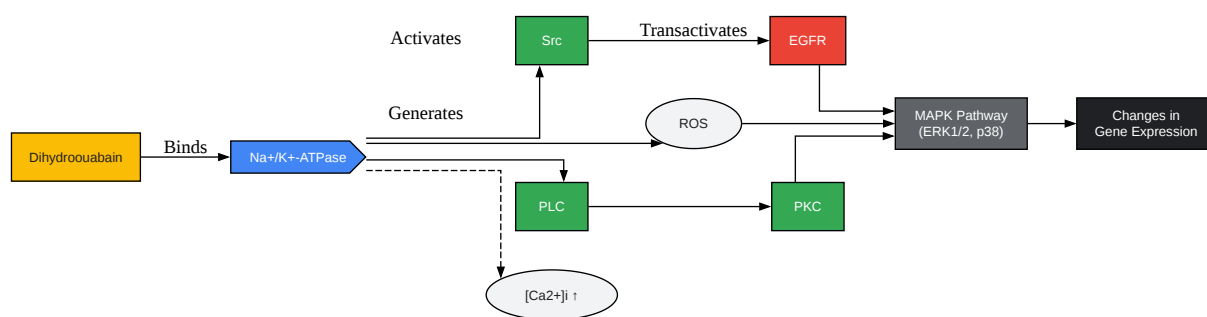 Activates
Src
Transactivates
EGFR
Generates
ROS
MAPK Pathway
(ERK1/2, p38)
Changes in
Gene Expression
Dihydroouabain
Binds
Na+/K+-ATPase
PLC
PKC
[Ca2+]i ↑